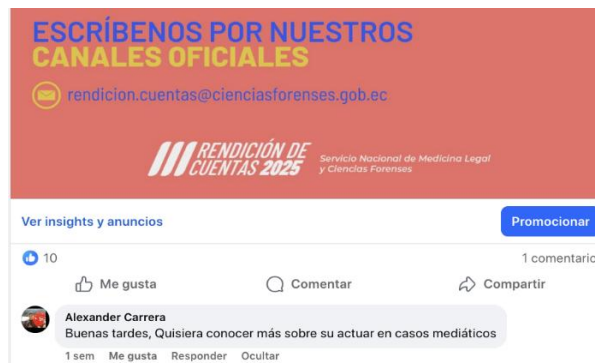 ESCRÍBENOS POR NUESTROS
CANALES OFICIALES
rendicion.cuentas@cienciasforenses.gob.ec
RENDICIÓN DE
CUENTAS 2025
Servicio Nacional de Medicina Legal
y Ciencias Forenses
Ver insights y anuncios
Promocionar
10
1 comentario
Me gusta
Comentar
Compartir
Alexander Carrera
Buenas tardes, Quisiera conocer más sobre su actuar en casos mediáticos
1 sem Me gusta Responder Ocultar